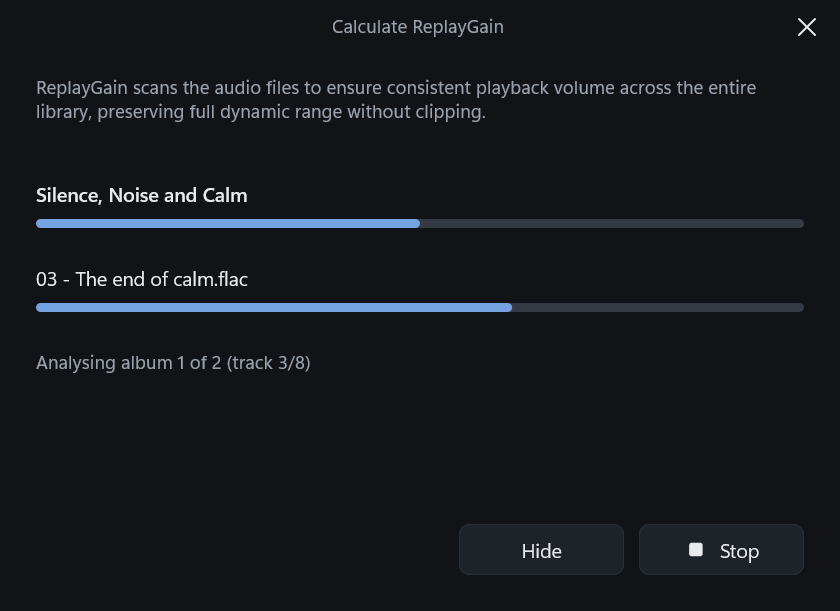 Calculate ReplayGain
ReplayGain scans the audio files to ensure consistent playback volume across the entire
library, preserving full dynamic range without clipping.
Silence, Noise and Calm
03 - The end of calm.flac
Analysing album 1 of 2 (track 3/8)
Hide
Stop